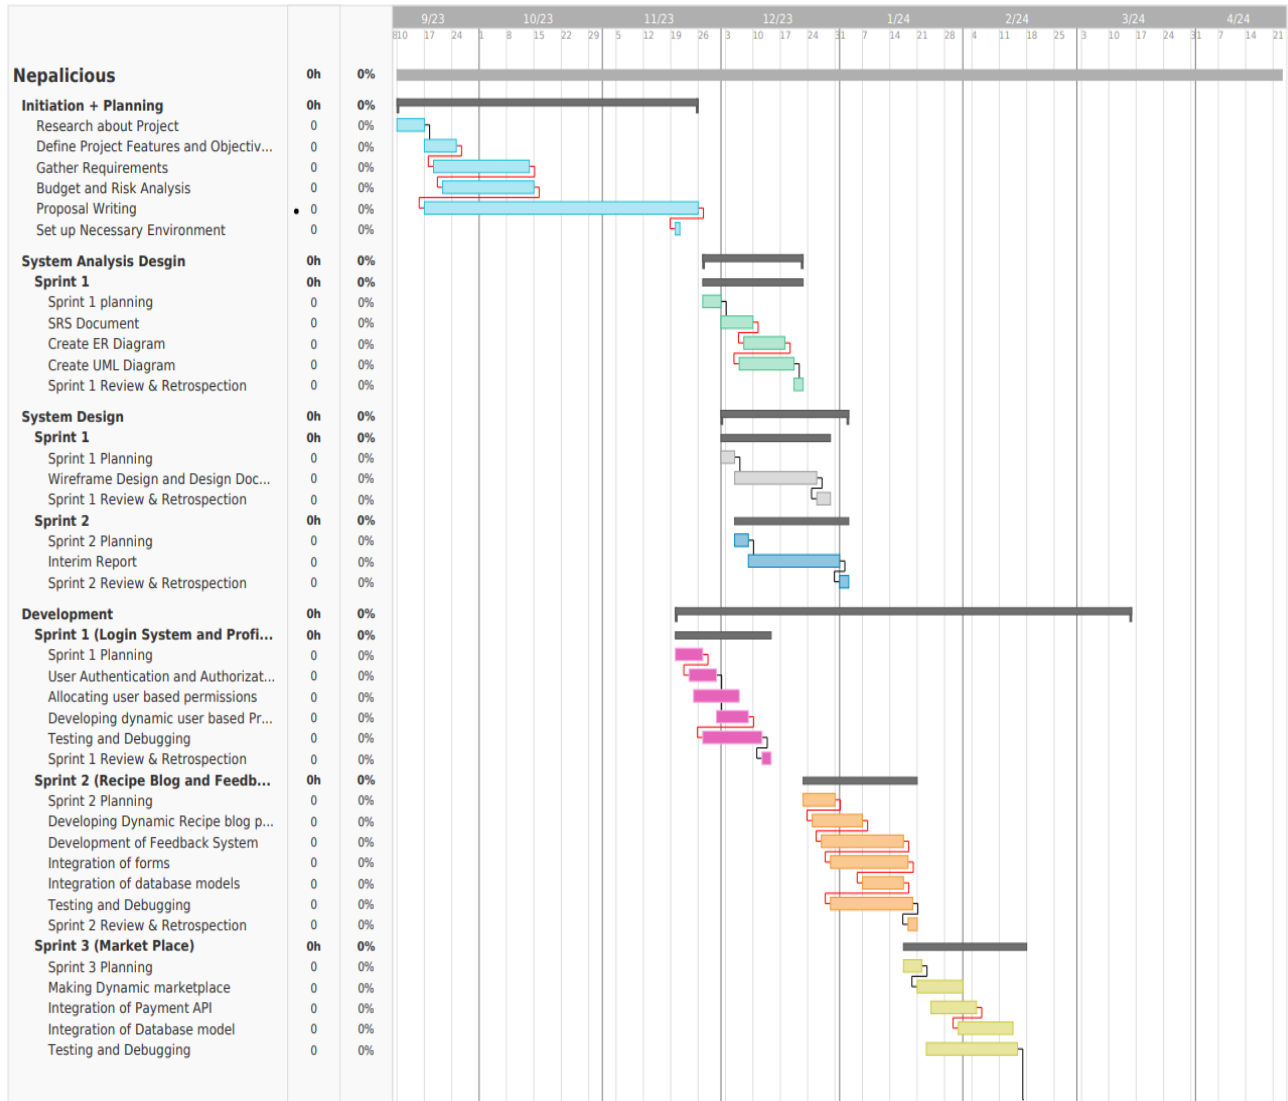 9/23 10/23 11/23 12/23 1/24 2/24 3/24 4/24
8 10 17 24 1 8 15 22 29 5 12 19 26 3 10 17 24 31 7 14 21 28 4 11 18 25 3 10 17 24 31 7 14 21
Nepalicious 0h 0%
Initiation + Planning 0h 0%
Research about Project 0 0%
Define Project Features and Objectiv... 0 0%
Gather Requirements 0 0%
Budget and Risk Analysis 0 0%
Proposal Writing 0 0%
Set up Necessary Environment 0 0%
System Analysis Desgin 0h 0%
Sprint 1 0h 0%
Sprint 1 planning 0 0%
SRS Document 0 0%
Create ER Diagram 0 0%
Create UML Diagram 0 0%
Sprint 1 Review & Retrospection 0 0%
System Design 0h 0%
Sprint 1 0h 0%
Sprint 1 Planning 0 0%
Wireframe Design and Design Doc... 0 0%
Sprint 1 Review & Retrospection 0 0%
Sprint 2 0h 0%
Sprint 2 Planning 0 0%
Interim Report 0 0%
Sprint 2 Review & Retrospection 0 0%
Development 0h 0%
Sprint 1 (Login System and Profi... 0h 0%
Sprint 1 Planning 0 0%
User Authentication and Authorizat... 0 0%
Allocating user based permissions 0 0%
Developing dynamic user based Pr... 0 0%
Testing and Debugging 0 0%
Sprint 1 Review & Retrospection 0 0%
Sprint 2 (Recipe Blog and Feedb... 0h 0%
Sprint 2 Planning 0 0%
Developing Dynamic Recipe blog p... 0 0%
Development of Feedback System 0 0%
Integration of forms 0 0%
Integration of database models 0 0%
Testing and Debugging 0 0%
Sprint 2 Review & Retrospection 0 0%
Sprint 3 (Market Place) 0h 0%
Sprint 3 Planning 0 0%
Making Dynamic marketplace 0 0%
Integration of Payment API 0 0%
Integration of Database model 0 0%
Testing and Debugging 0 0%